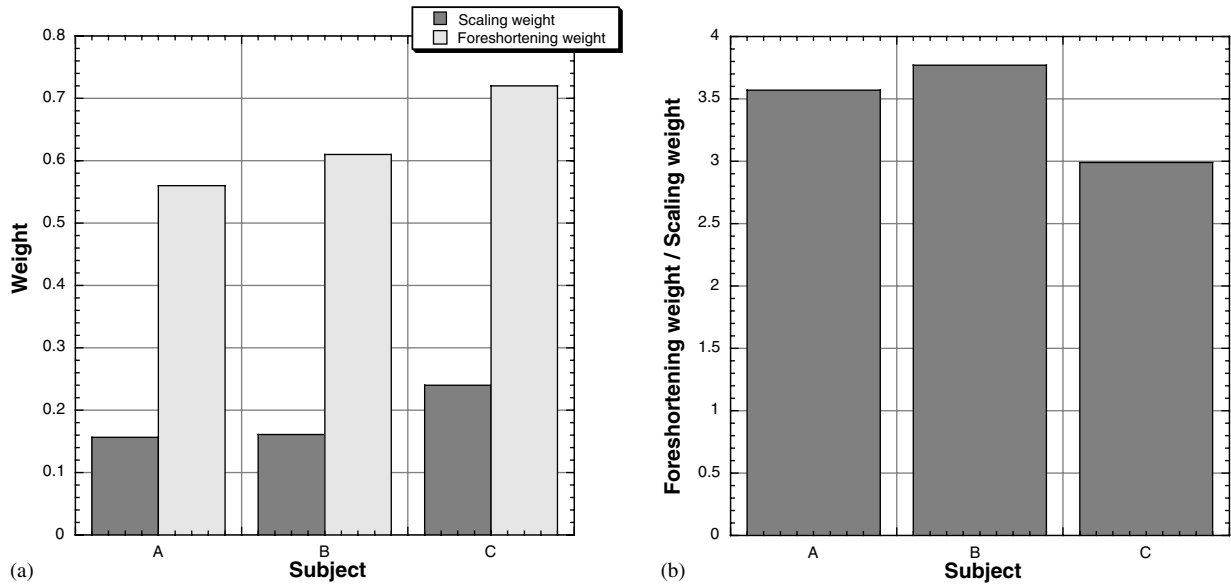 Scaling weight
Foreshortening weight
0.8
0.7
0.6
0.5
0.4
0.3
0.2
0.1
0
Weight
A
B
C
Subject
(a)
4
3.5
3
2.5
2
1.5
1
0.5
0
Foreshortening weight / Scaling weight
A
B
C
Subject
(b)